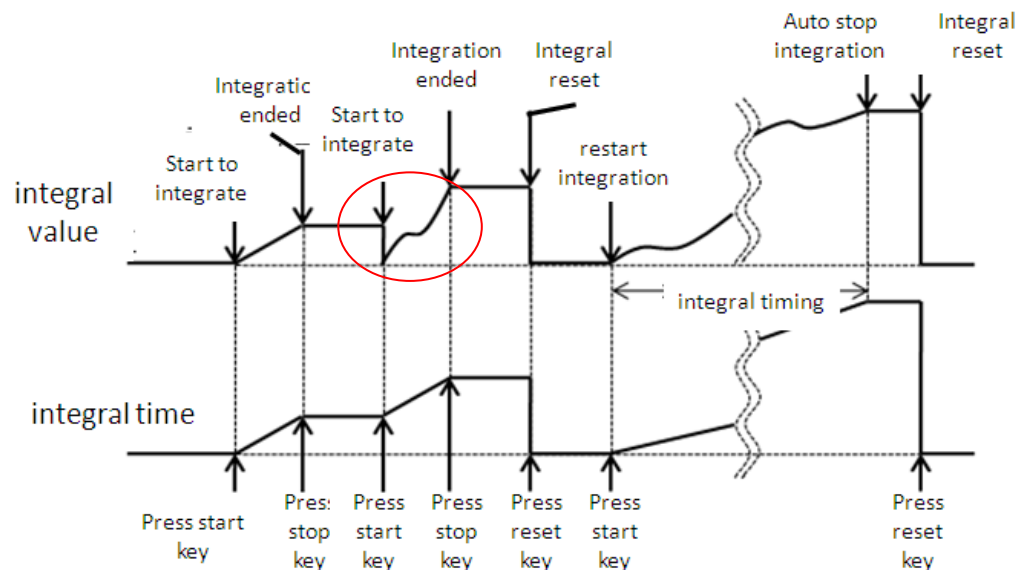 Auto stop
integration
Integral
reset
Integration
ended
Integral
reset
Integratic
ended
Start to
integrate
Start to
integrate
restart
integration
integral
value
integral timing
integral time
Press start
key
Press
stop
key
Press
start
key
Press
stop
key
Press
reset
key
Press
start
key
Press
reset
key